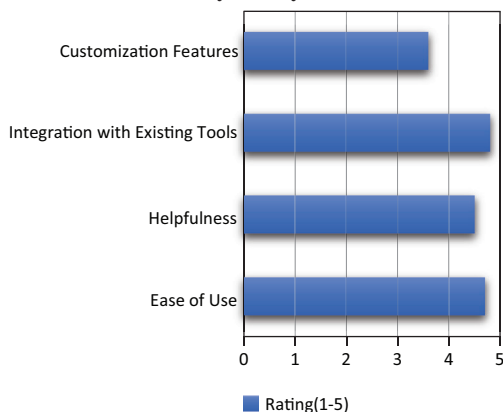 Customization Features
Integration with Existing Tools
Helpfulness
Ease of Use
0 1 2 3 4 5
Rating(1-5)